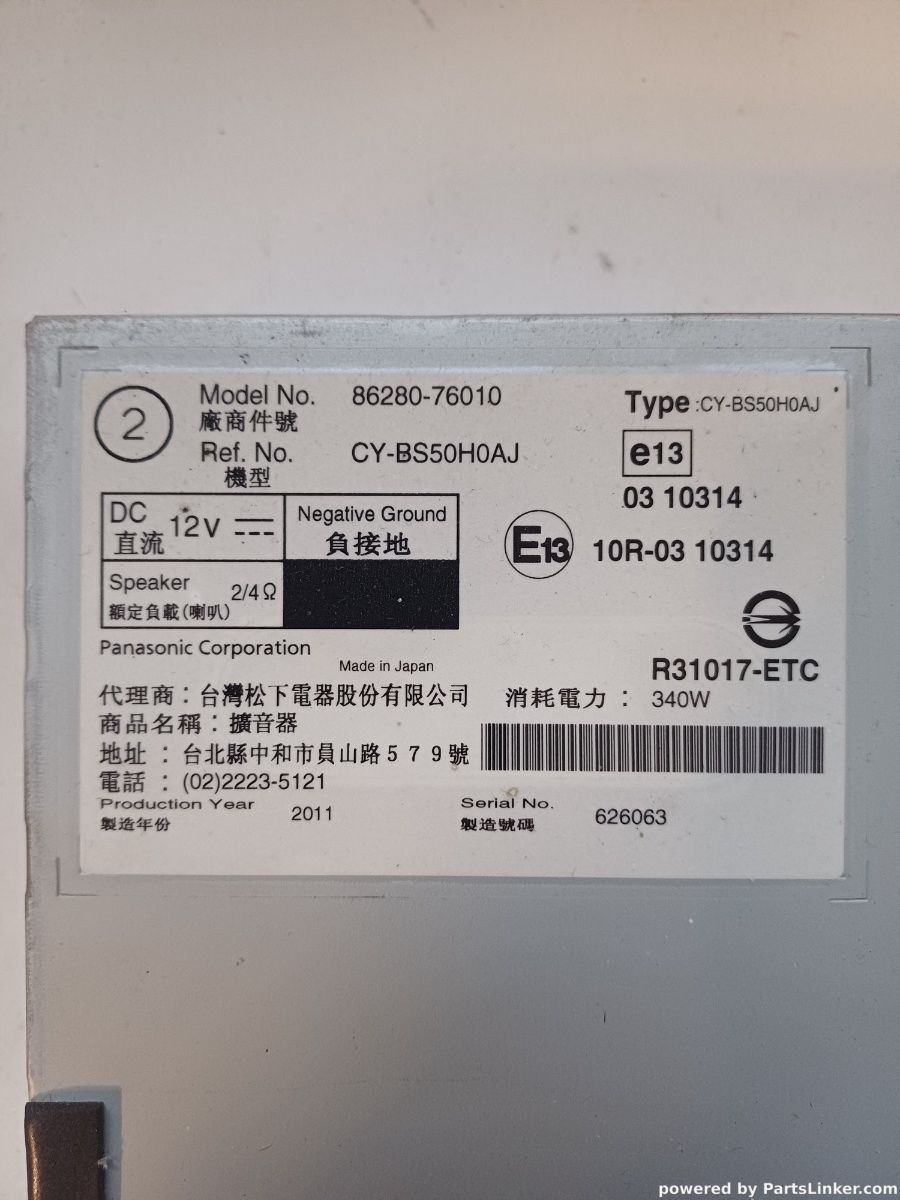 2
Model No. 86280-76010
廠商件號
Ref. No. CY-BS50H0AJ
機型
Type :CY-BS50H0AJ
e13
03 10314
DC
直流 12V
Negative Ground
負接地
Speaker
額定負載(喇叭) 2/4Ω
E13 10R-03 10314
Panasonic Corporation
Made in Japan
R31017-ETC
代理商：台灣松下電器股份有限公司
消耗電力： 340W
商品名稱：擴音器
地址：台北縣中和市員山路５７９號
電話：(02)2223-5121
Production Year 2011
製造年份
Serial No. 626063
製造號碼
powered by PartsLinker.com